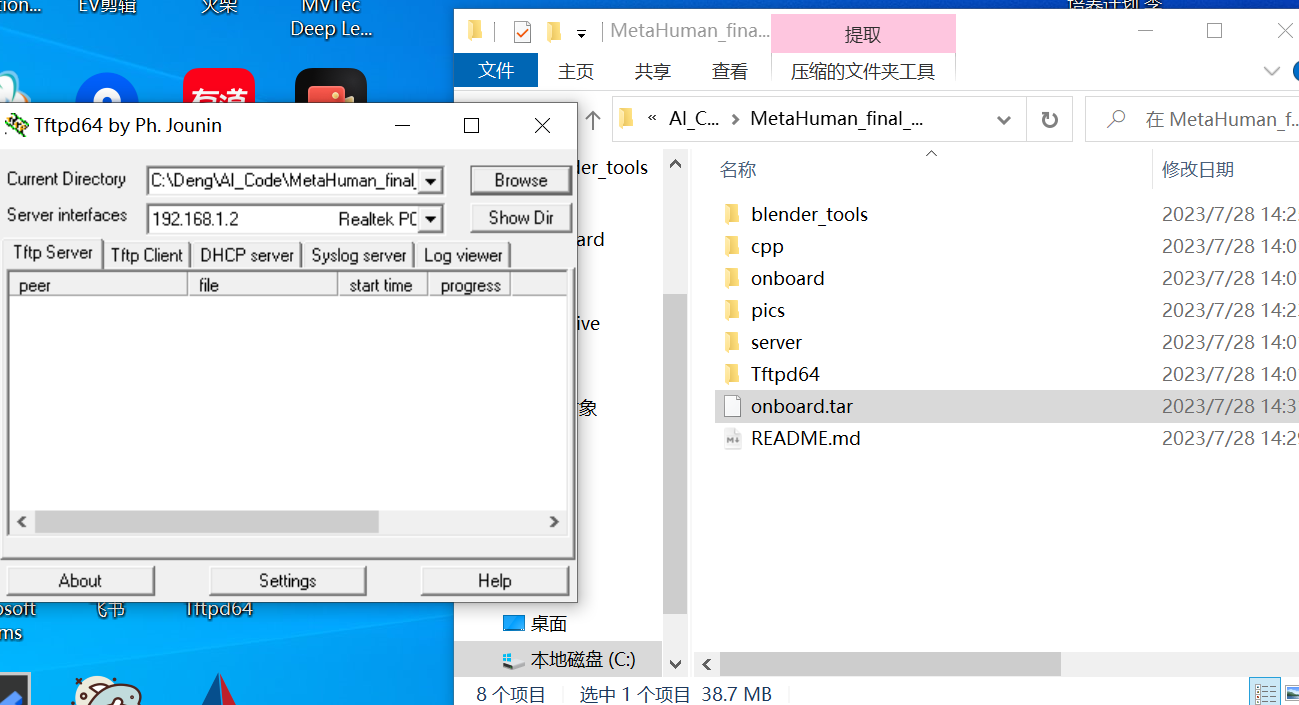 EV剪辑
火柴
MVTec
Deep Le...
MetaHuman_fina...
提取
文件
主页
共享
查看
压缩的文件夹工具
Tftpd64 by Ph. Jounin
« AI_C... › MetaHuman_final_...
在 MetaHuman_f...
Current Directory
C:\Deng\AI_Code\MetaHuman_final_
Browse
Server interfaces
192.168.1.2
Realtek PC
Show Dir
Tftp Server
Tftp Client
DHCP server
Syslog server
Log viewer
peer
file
start time
progress
About
Settings
Help
der_tools
ard
ive
象
名称
修改日期
blender_tools 2023/7/28 14:2
cpp 2023/7/28 14:0
onboard 2023/7/28 14:0
pics 2023/7/28 14:2
server 2023/7/28 14:0
Tftpd64 2023/7/28 14:0
onboard.tar 2023/7/28 14:3
README.md 2023/7/28 14:29
osoft
ms
飞书
Tftpd64
桌面
本地磁盘 (C:)
8 个项目
选中 1 个项目 38.7 MB